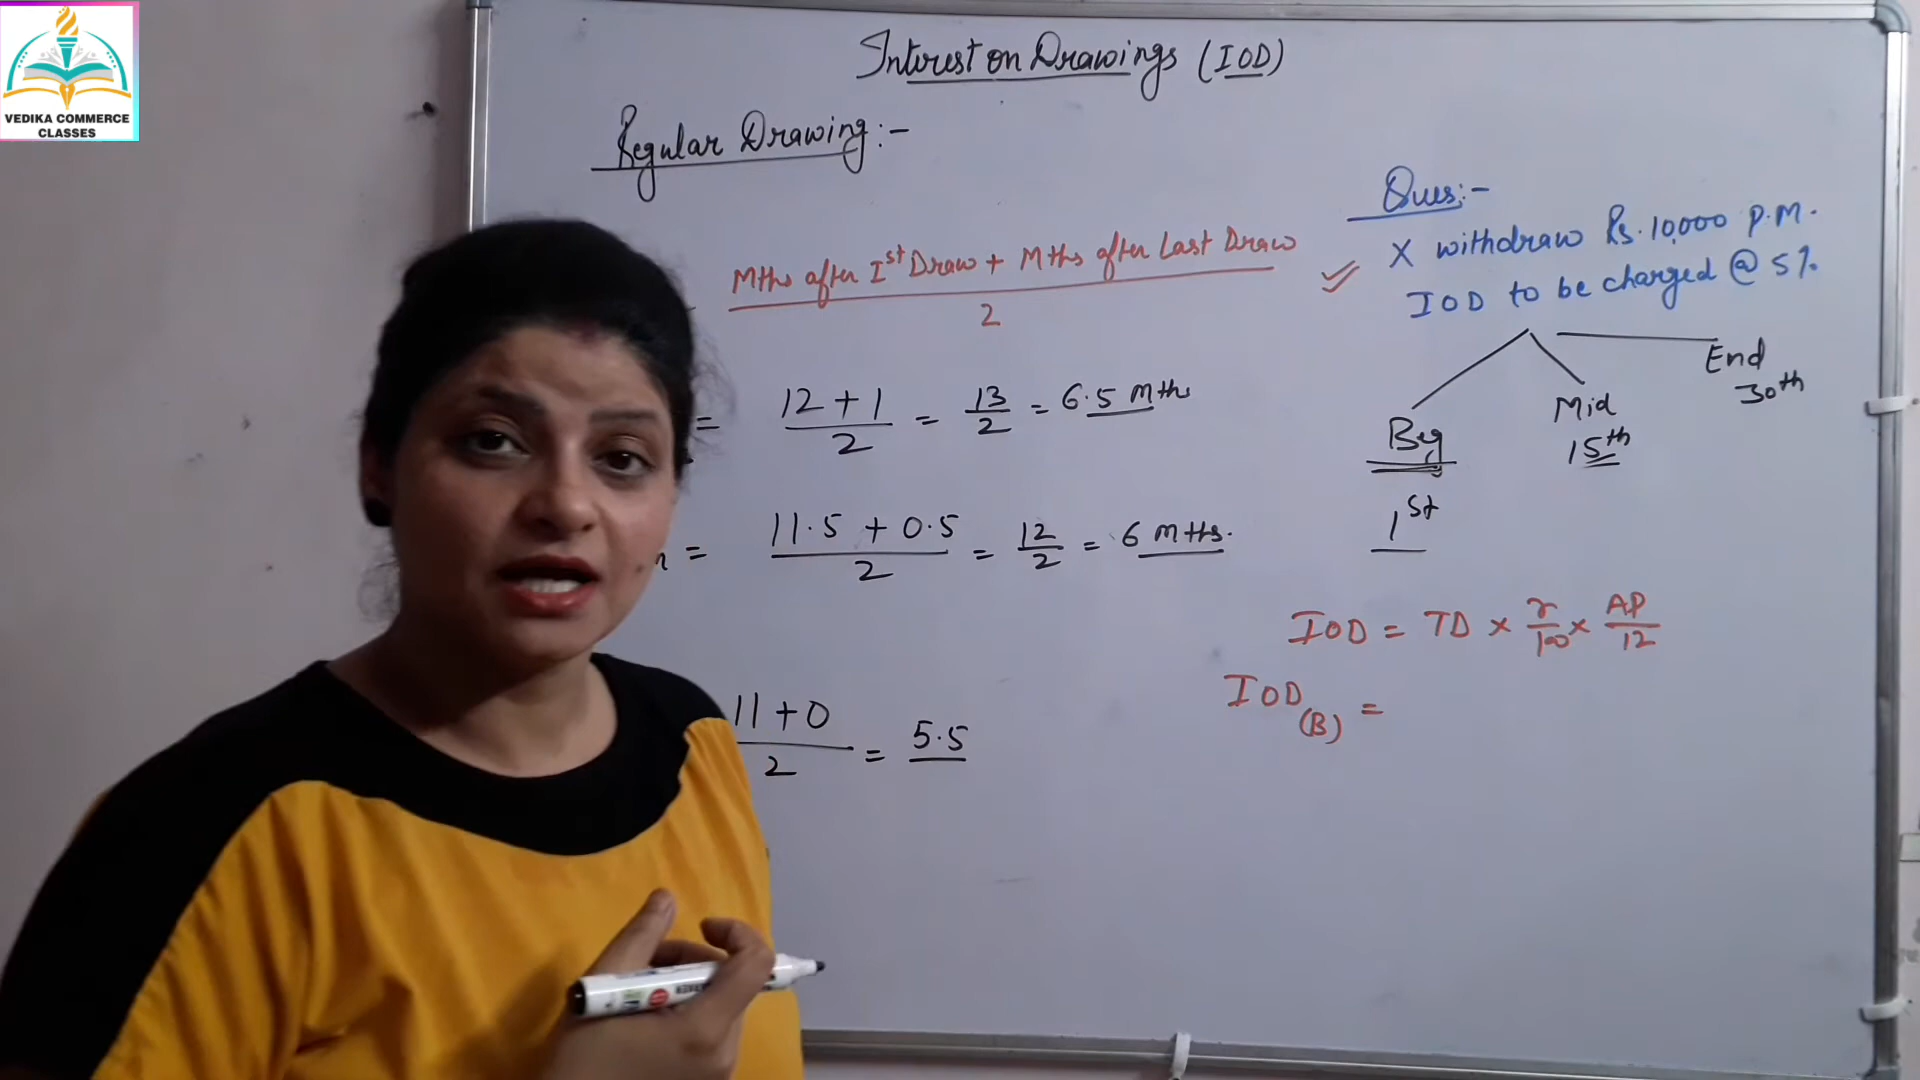 VEDIKA COMMERCE
CLASSES
Interest on Drawings (IOD)
Regular Drawing:-
Mths after Ist Draw + Mths after Last Draw
2
= 12 + 1 / 2 = 13 / 2 = 6.5 Mths
= 11.5 + 0.5 / 2 = 12 / 2 = 6 mths.
11 + 0 / 2 = 5.5
Ques:-
X withdraw Rs. 10,000 P.M.
IOD to be charged @ 5%
Beg
1st
Mid
15th
End
30th
IOD = TD × r/100 × AP/12
IOD(B) =